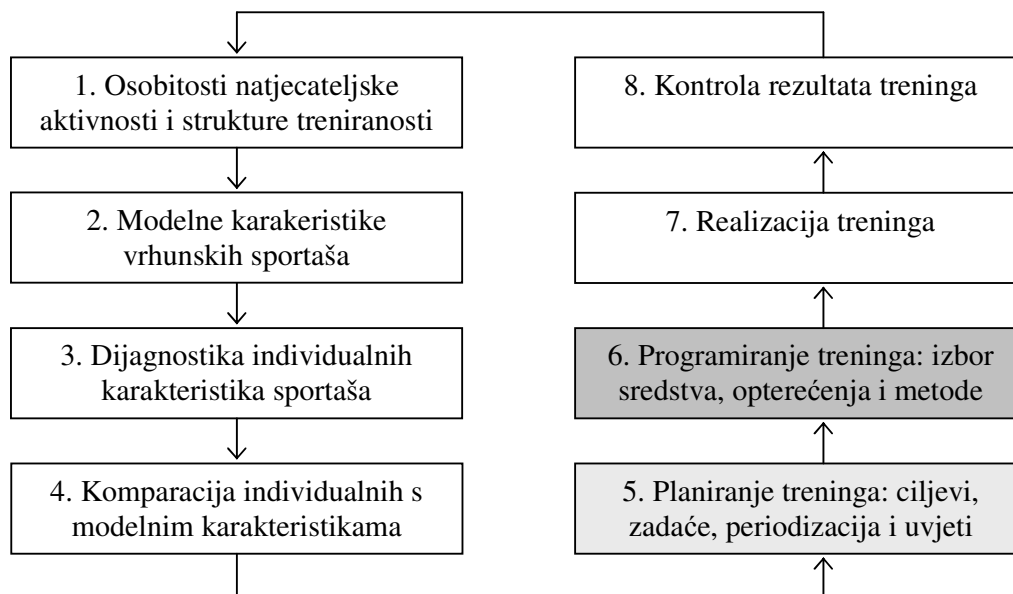 1. Osobitosti natjecateljske
aktivnosti i strukture treniranosti
2. Modelne karakeristike
vrhunskih sportaša
3. Dijagnostika individualnih
karakteristika sportaša
4. Komparacija individualnih s
modelnim karakteristikama
8. Kontrola rezultata treninga
7. Realizacija treninga
6. Programiranje treninga: izbor
sredstva, opterećenja i metode
5. Planiranje treninga: ciljevi,
zadaće, periodizacija i uvjeti